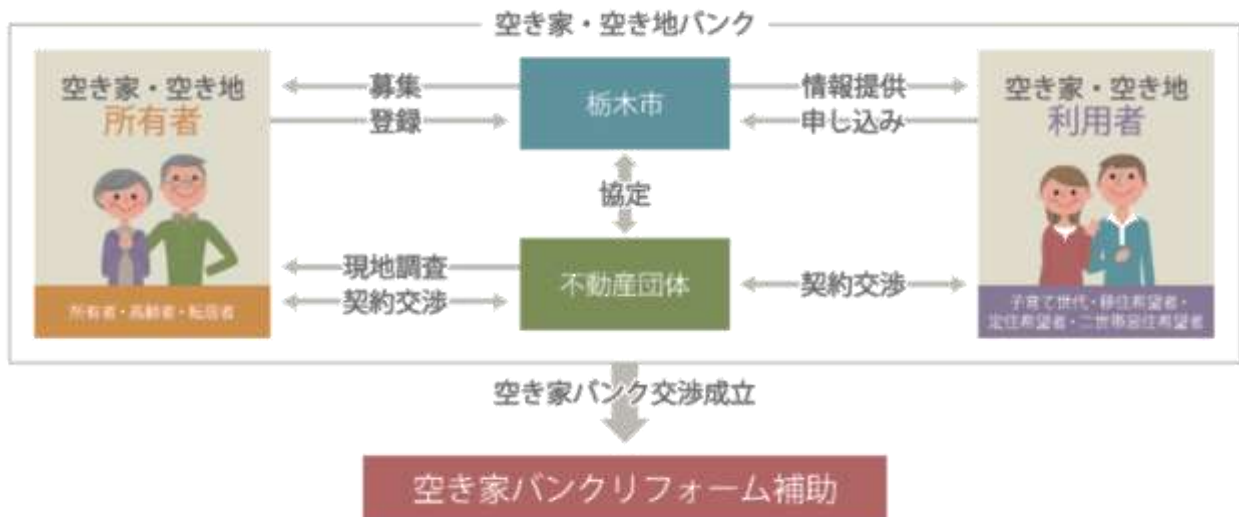 空き家・空き地バンク
空き家・空き地
所有者
所有者・高齢者・転居者
募集
登録
栃木市
情報提供
申し込み
協定
現地調査
契約交渉
不動産団体
契約交渉
空き家・空き地
利用者
子育て世代・移住希望者・
定住希望者・二世帯居住希望者
空き家バンク交渉成立
空き家バンクリフォーム補助